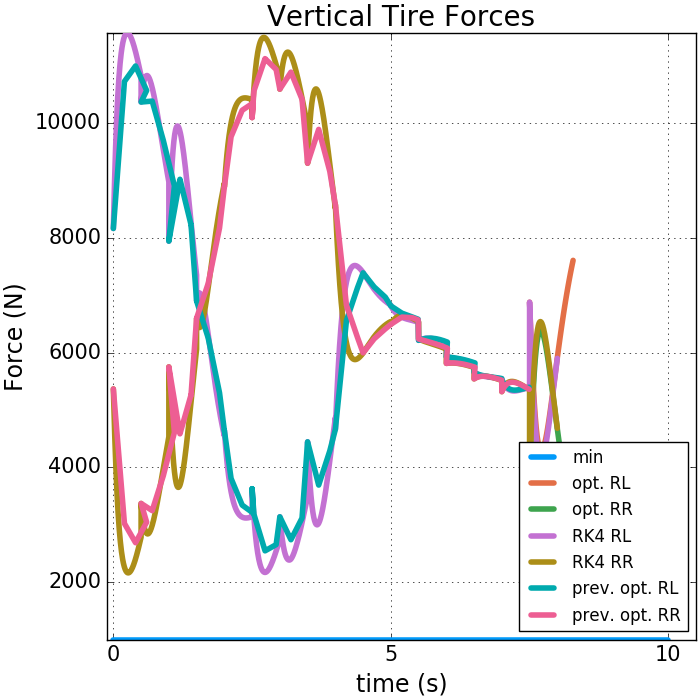 Vertical Tire Forces
Force (N)
10000
8000
6000
4000
2000
0
5
10
time (s)
min
opt. RL
opt. RR
RK4 RL
RK4 RR
prev. opt. RL
prev. opt. RR